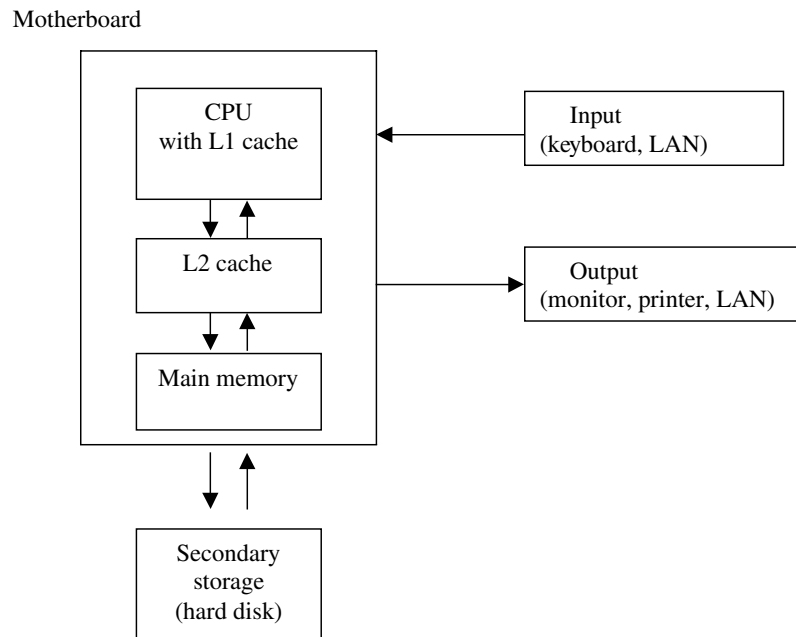 Motherboard
CPU
with L1 cache
Input
(keyboard, LAN)
L2 cache
Output
(monitor, printer, LAN)
Main memory
Secondary
storage
(hard disk)